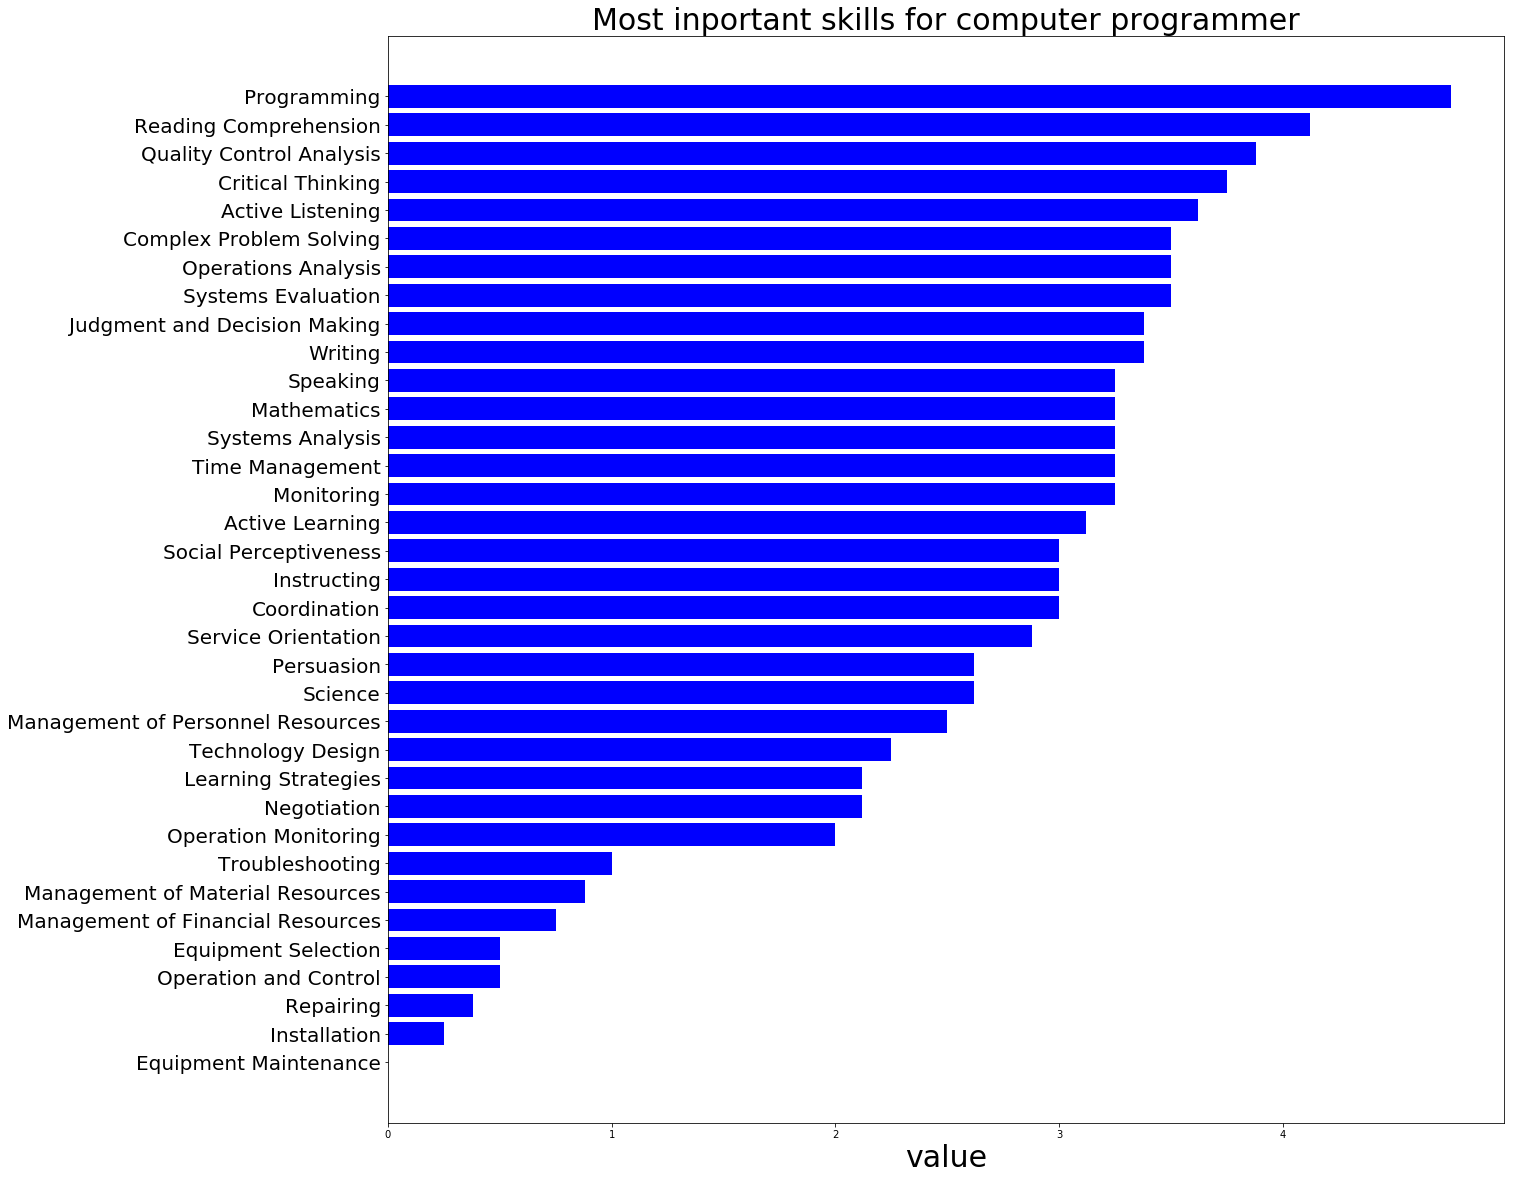 Most inportant skills for computer programmer
Programming
Reading Comprehension
Quality Control Analysis
Critical Thinking
Active Listening
Complex Problem Solving
Operations Analysis
Systems Evaluation
Judgment and Decision Making
Writing
Speaking
Mathematics
Systems Analysis
Time Management
Monitoring
Active Learning
Social Perceptiveness
Instructing
Coordination
Service Orientation
Persuasion
Science
Management of Personnel Resources
Technology Design
Learning Strategies
Negotiation
Operation Monitoring
Troubleshooting
Management of Material Resources
Management of Financial Resources
Equipment Selection
Operation and Control
Repairing
Installation
Equipment Maintenance
0 1 2 3 4
value